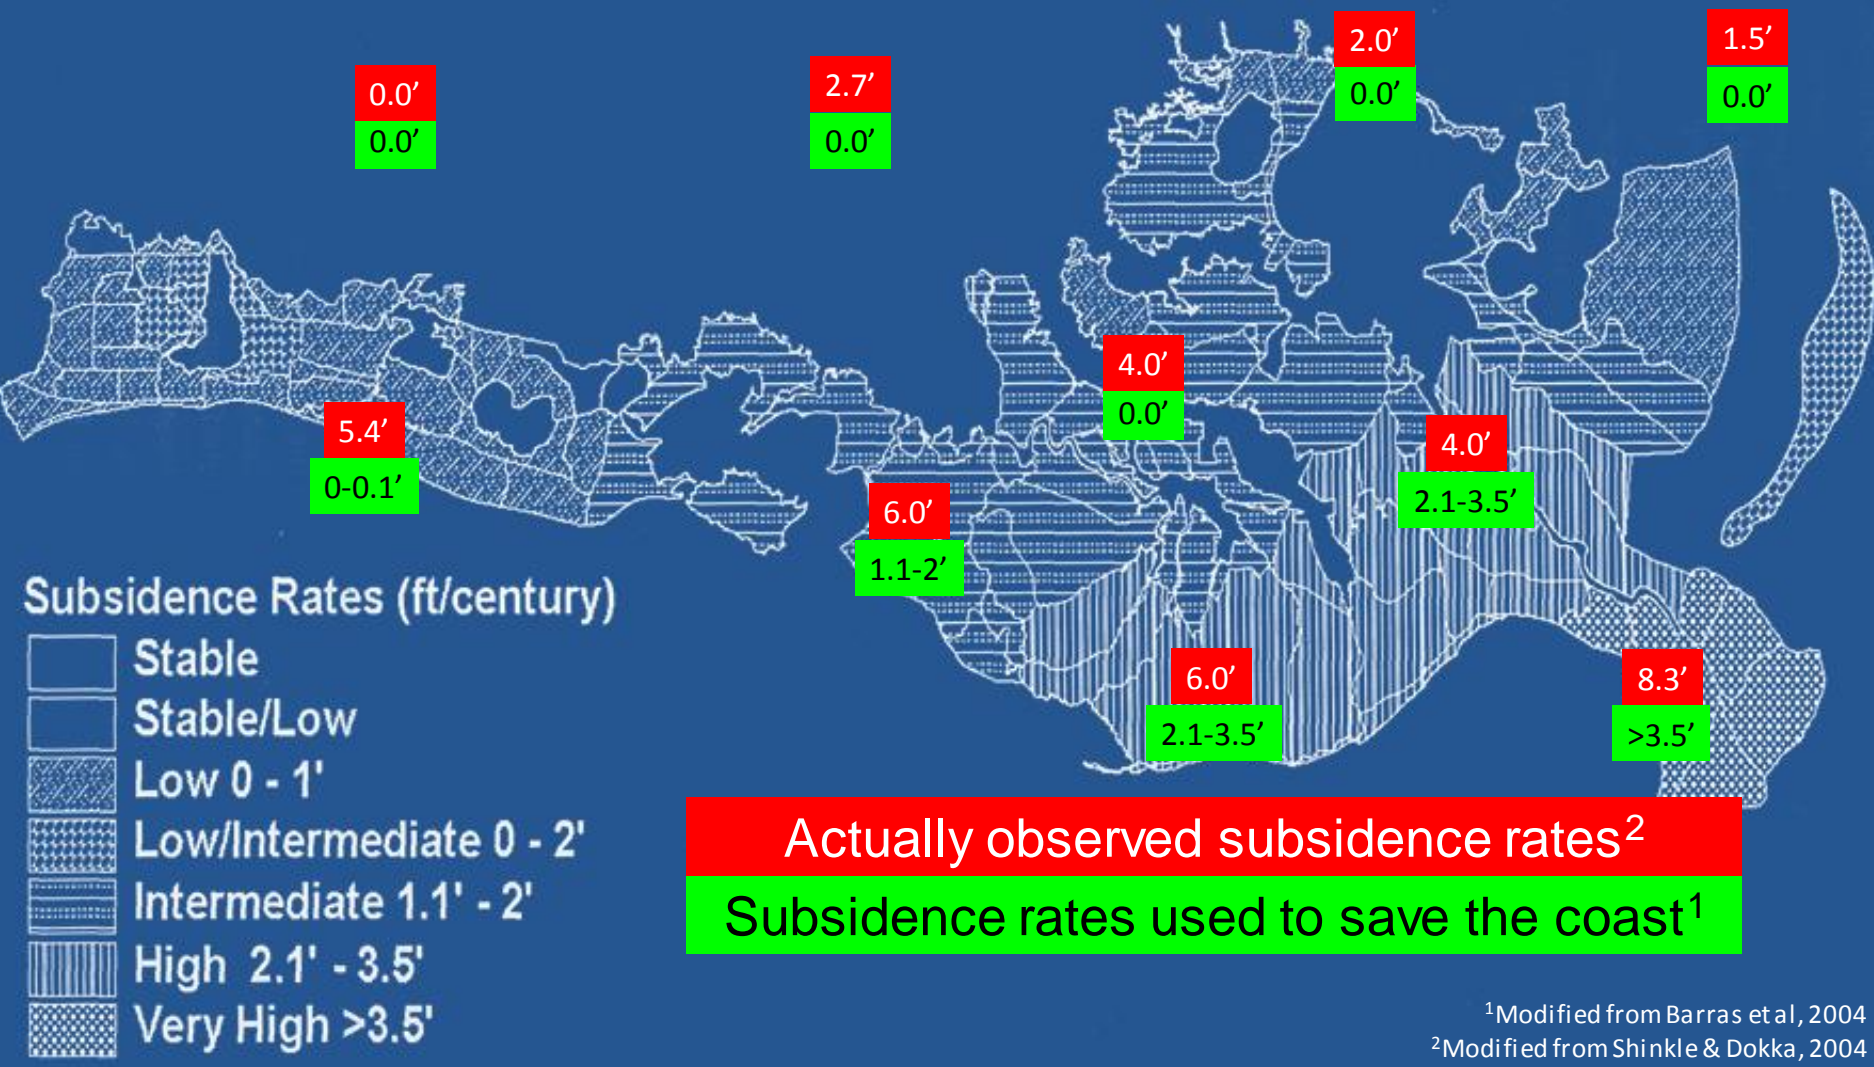 0.0’
0.0’
2.7’
0.0’
2.0’
0.0’
1.5’
0.0’
4.0’
0.0’
5.4’
0-0.1’
4.0’
2.1-3.5’
6.0’
1.1-2’
6.0’
2.1-3.5’
8.3’
>3.5’
Subsidence Rates (ft/century)
Stable
Stable/Low
Low 0 - 1'
Low/Intermediate 0 - 2'
Intermediate 1.1' - 2'
High 2.1' - 3.5'
Very High >3.5'
Actually observed subsidence rates²
Subsidence rates used to save the coast¹
¹Modified from Barras et al, 2004
²Modified from Shinkle & Dokka, 2004